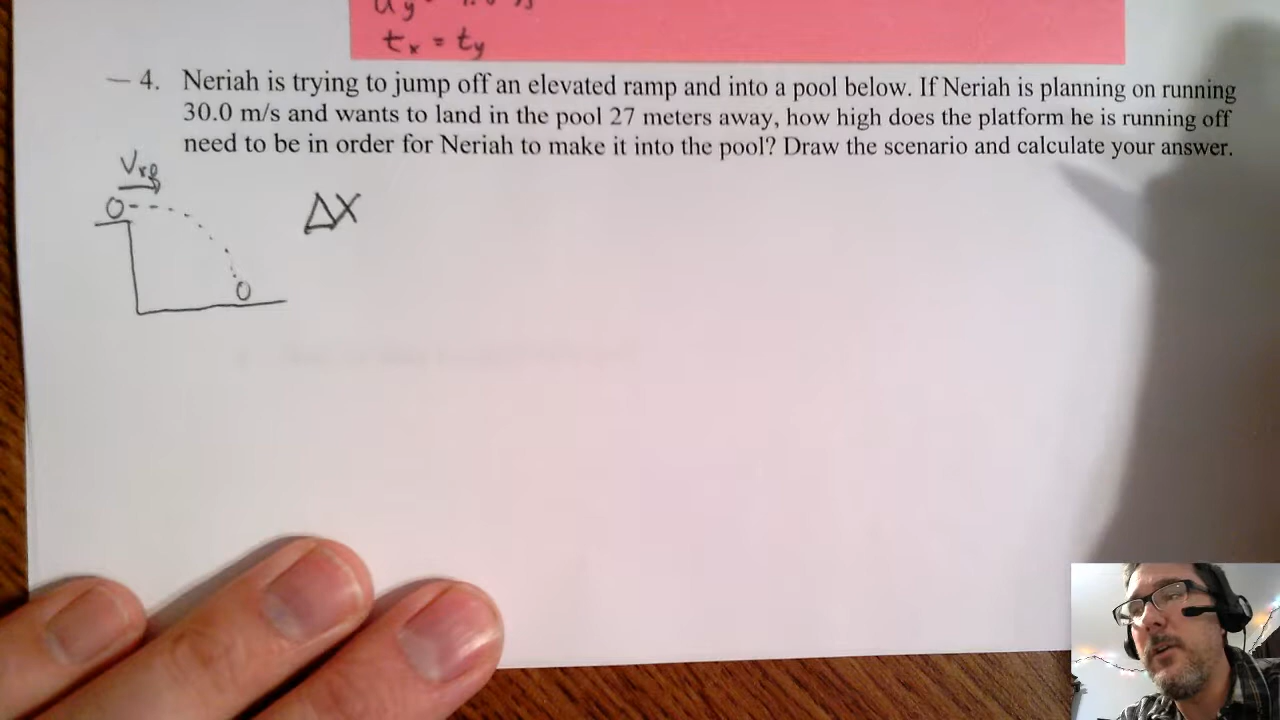 tₓ = tᵧ
— 4. Neriah is trying to jump off an elevated ramp and into a pool below. If Neriah is planning on running
30.0 m/s and wants to land in the pool 27 meters away, how high does the platform he is running off
need to be in order for Neriah to make it into the pool? Draw the scenario and calculate your answer.
ΔX